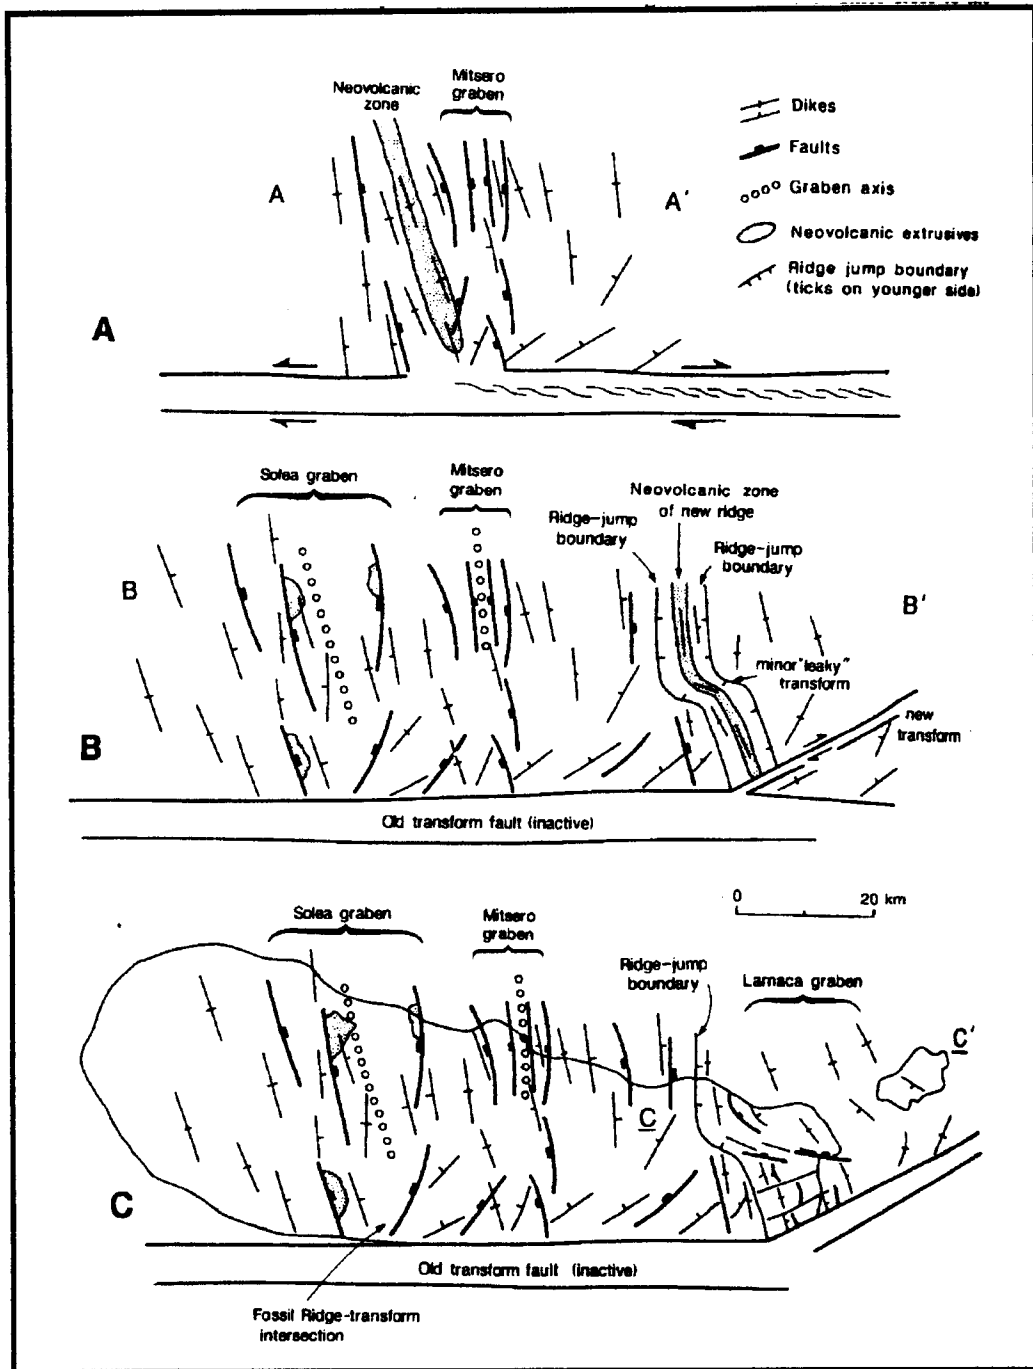 Neovolcanic
zone
Mitsero
graben
A
A'
Dikes
Faults
Graben axis
Neovolcanic extrusives
Ridge jump boundary
(ticks on younger side)
A
Solea graben
Mitsero
graben
Neovolcanic zone
of new ridge
Ridge-jump
boundary
Ridge-jump
boundary
B
B'
minor "leaky"
transform
new
transform
B
Old transform fault (inactive)
0 20 km
Solea graben
Mitsero
graben
Ridge-jump
boundary
Larnaca graben
C'
C
C
Old transform fault (inactive)
Fossil Ridge-transform
intersection